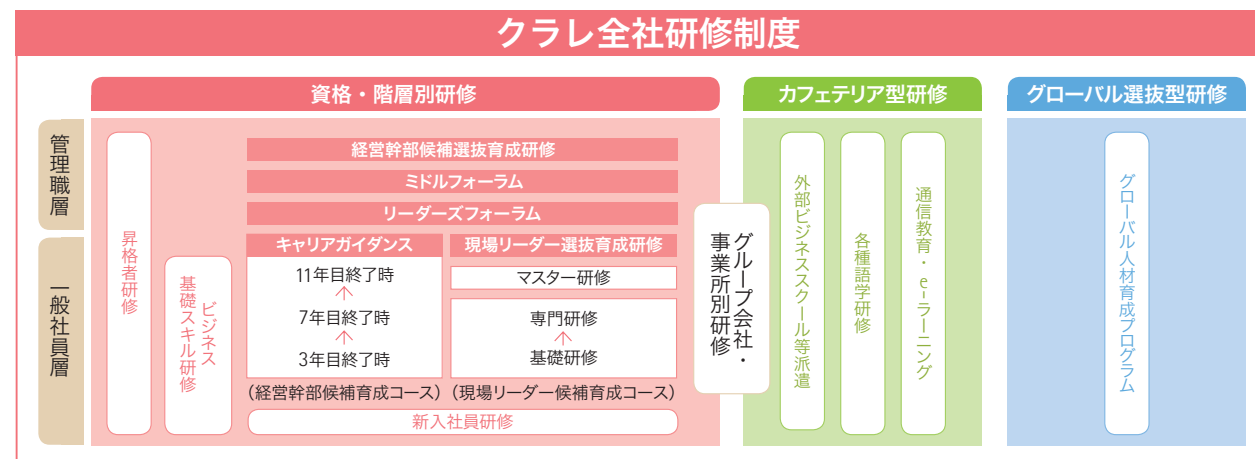 クラレ全社研修制度
資格・階層別研修
カフェテリア型研修
グローバル選抜型研修
管理職層
一般社員層
昇格者研修
ビジネス
基礎スキル研修
経営幹部候補選抜育成研修
ミドルフォーラム
リーダーズフォーラム
キャリアガイダンス
11年目終了時
↑
7年目終了時
↑
3年目終了時
(経営幹部候補育成コース)
現場リーダー選抜育成研修
マスター研修
専門研修
↑
基礎研修
(現場リーダー候補育成コース)
新入社員研修
グループ会社・
事業所別研修
外部ビジネススクール等派遣
各種語学研修
通信教育・e-ラーニング
グローバル人材育成プログラム